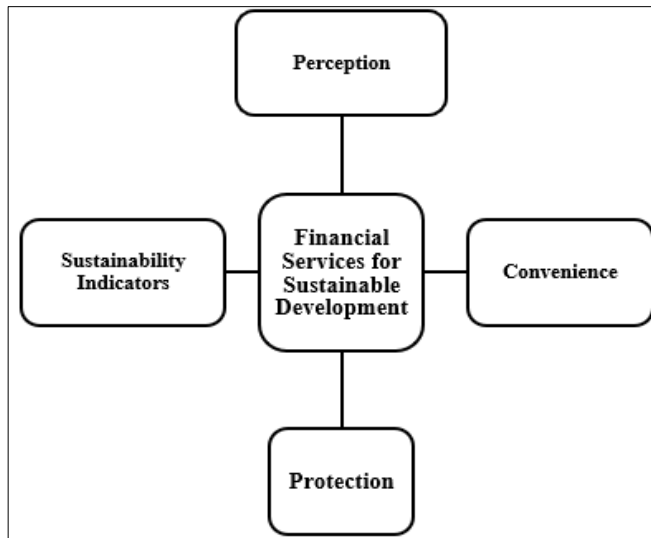 Perception
Sustainability
Indicators
Financial
Services for
Sustainable
Development
Convenience
Protection